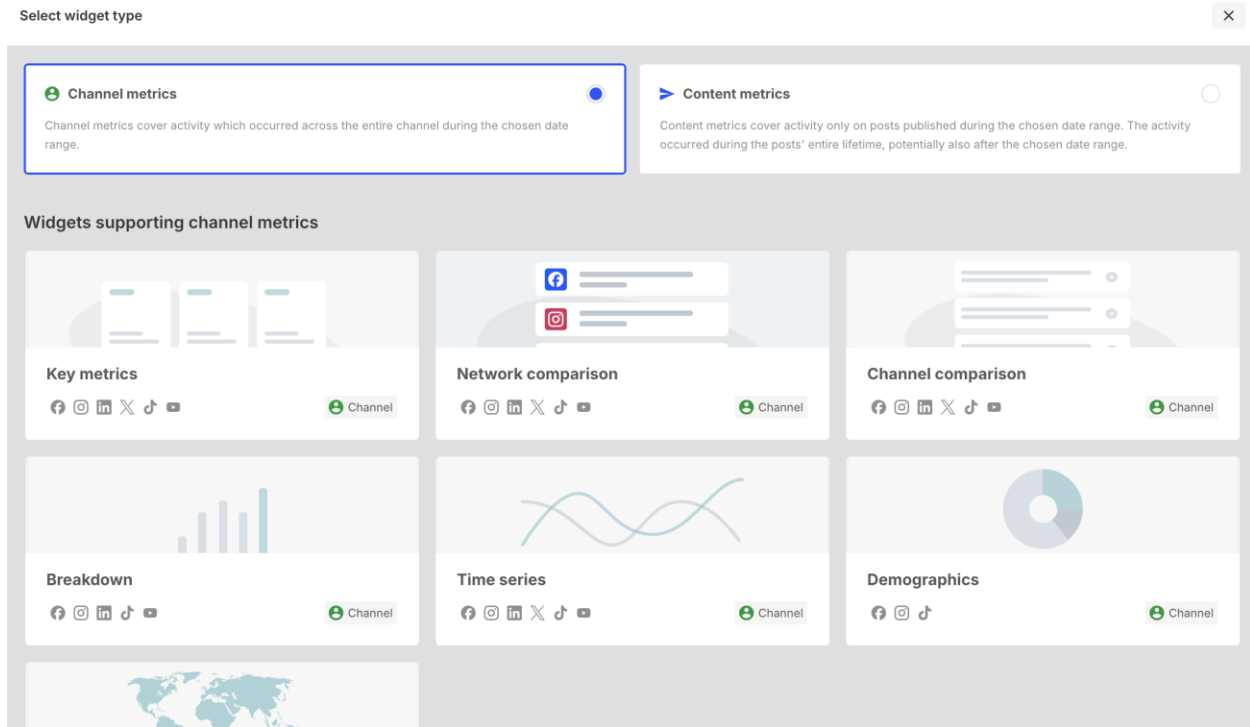 Select widget type
Channel metrics
Channel metrics cover activity which occurred across the entire channel during the chosen date
range.
Content metrics
Content metrics cover activity only on posts published during the chosen date range. The activity
occurred during the posts' entire lifetime, potentially also after the chosen date range.
Widgets supporting channel metrics
Key metrics
Channel
Network comparison
Channel
Channel comparison
Channel
Breakdown
Channel
Time series
Channel
Demographics
Channel